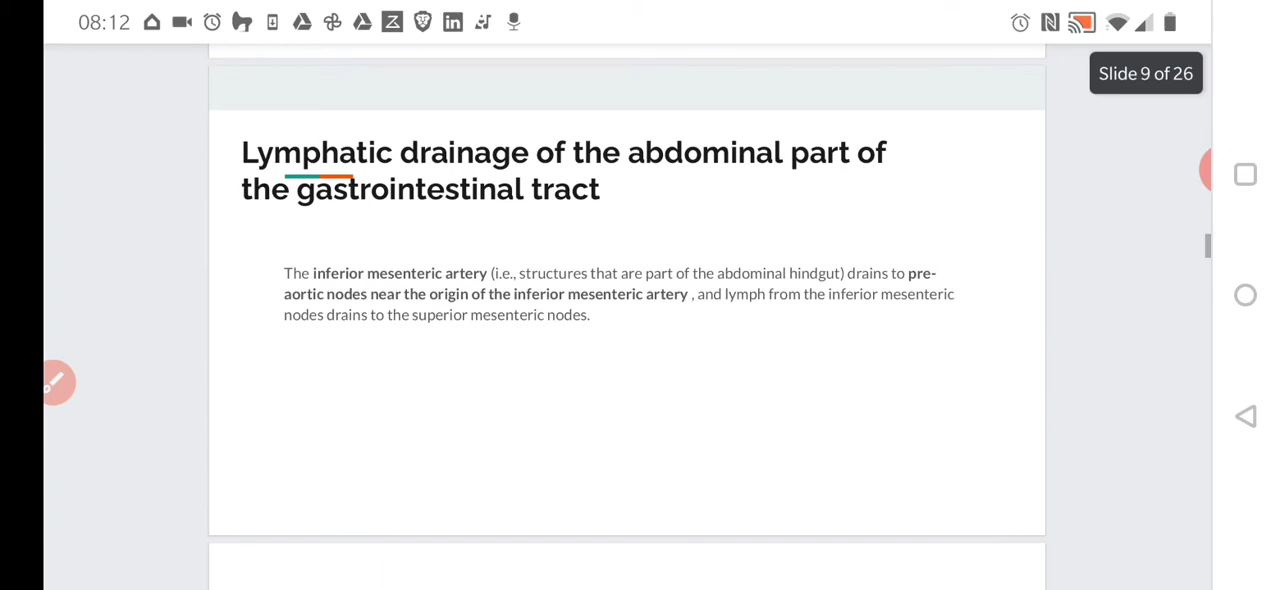 08:12
Slide 9 of 26
Lymphatic drainage of the abdominal part of
the gastrointestinal tract
The inferior mesenteric artery (i.e., structures that are part of the abdominal hindgut) drains to pre-
aortic nodes near the origin of the inferior mesenteric artery , and lymph from the inferior mesenteric
nodes drains to the superior mesenteric nodes.